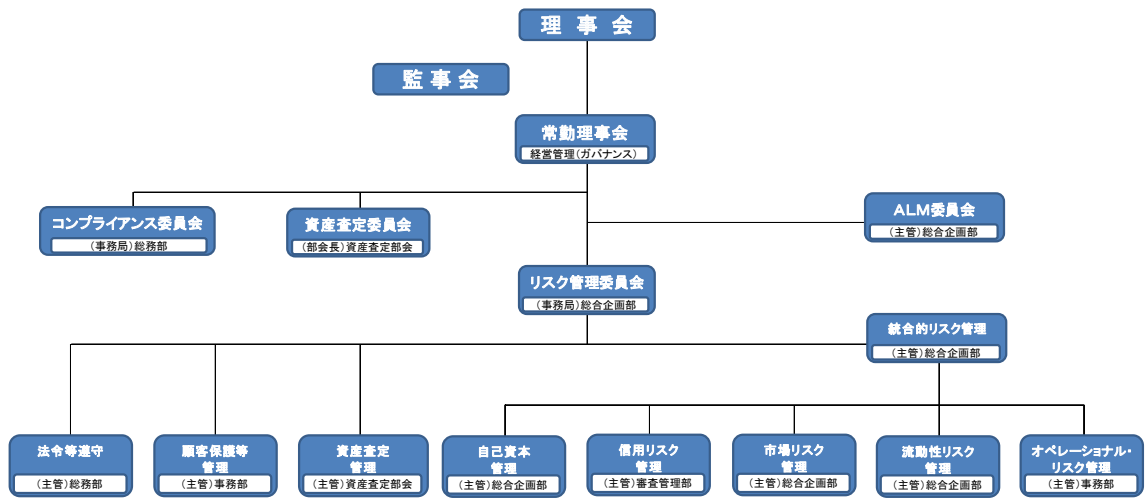 理事会
監事会
常勤理事会
経営管理(ガバナンス)
コンプライアンス委員会
(事務局)総務部
資産査定委員会
(部会長)資産査定部会
ALM委員会
(主管)総合企画部
リスク管理委員会
(事務局)総合企画部
統合的リスク管理
(主管)総合企画部
法令等遵守
(主管)総務部
顧客保護等
管理
(主管)事務部
資産査定
管理
(主管)資産査定部会
自己資本
管理
(主管)総合企画部
信用リスク
管理
(主管)審査管理部
市場リスク
管理
(主管)総合企画部
流動性リスク
管理
(主管)総合企画部
オペレーショナル・
リスク管理
(主管)事務部